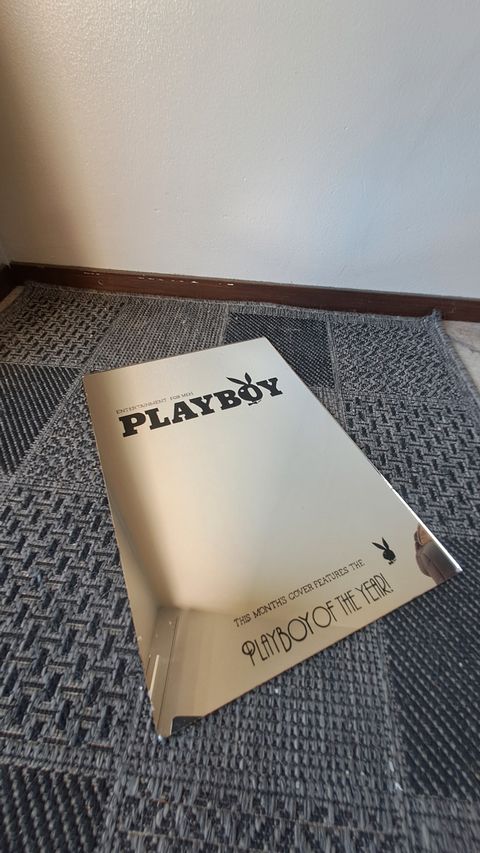 ENTERTAINMENT FOR MEN
PLAYBOY
THIS MONTHS COVER FEATURES THE
PLAYBOY OF THE YEAR!